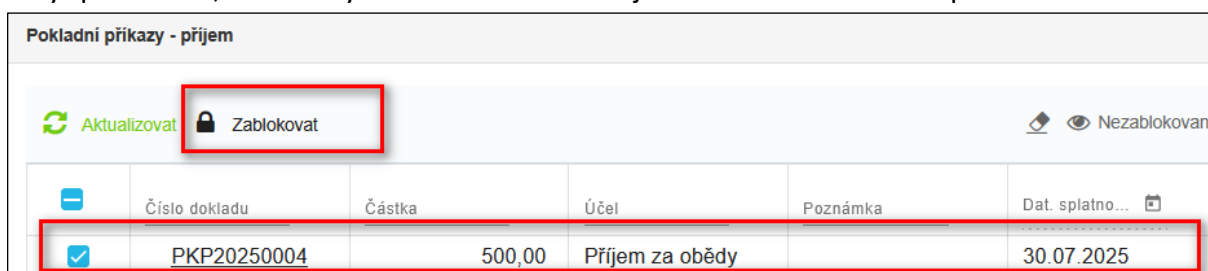 Pokladní příkazy - příjem
Aktualizovat Zablokovat Nezablokovan
Číslo dokladu Částka Účel Poznámka Dat. splatno...
PKP20250004 500,00 Příjem za obědy 30.07.2025